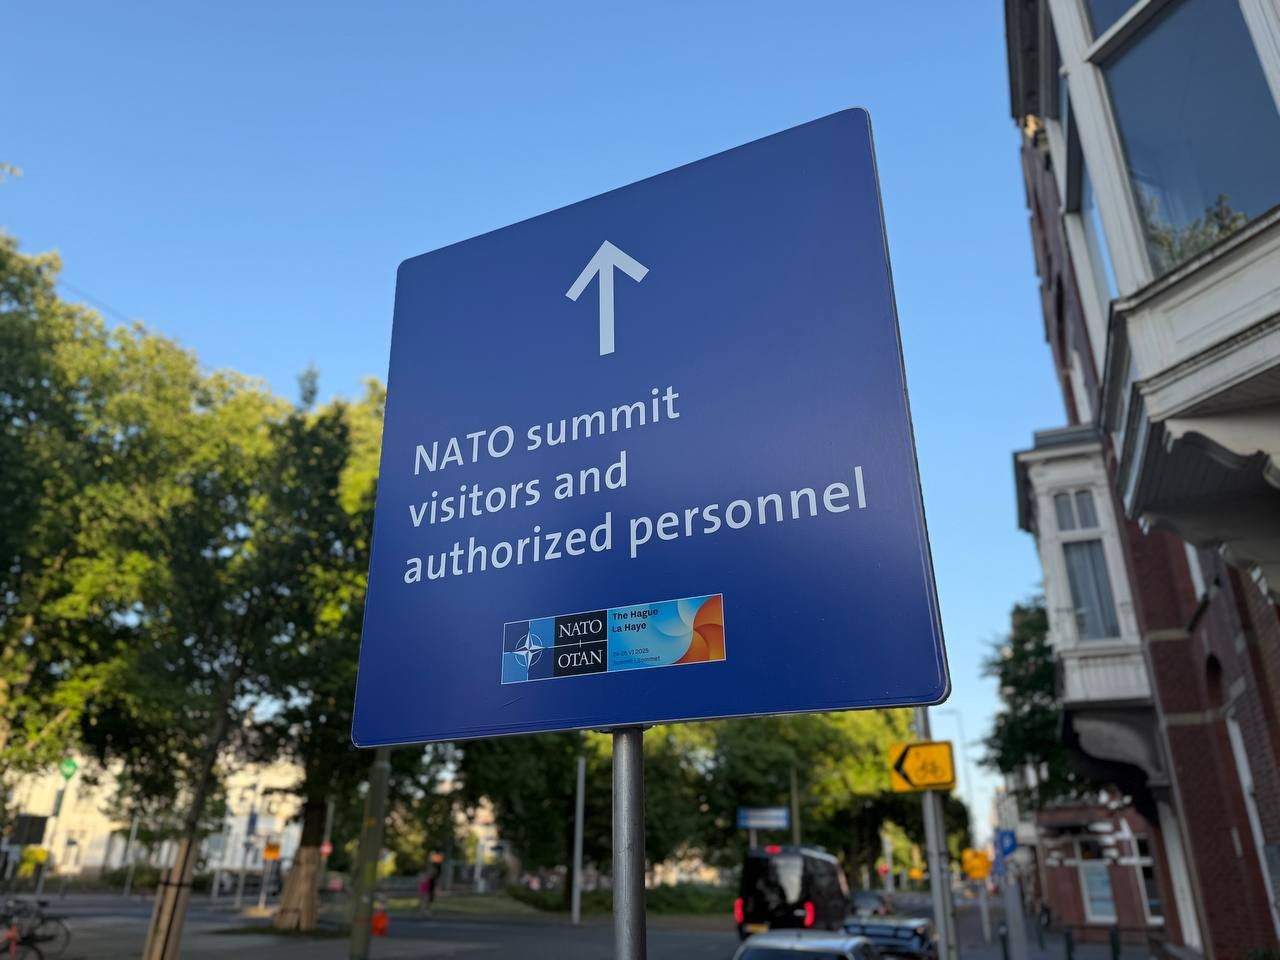 NATO summit
visitors and
authorized personnel
NATO
OTAN
The Hague
La Haye
24-25 VI 2025
Summit | Sommet